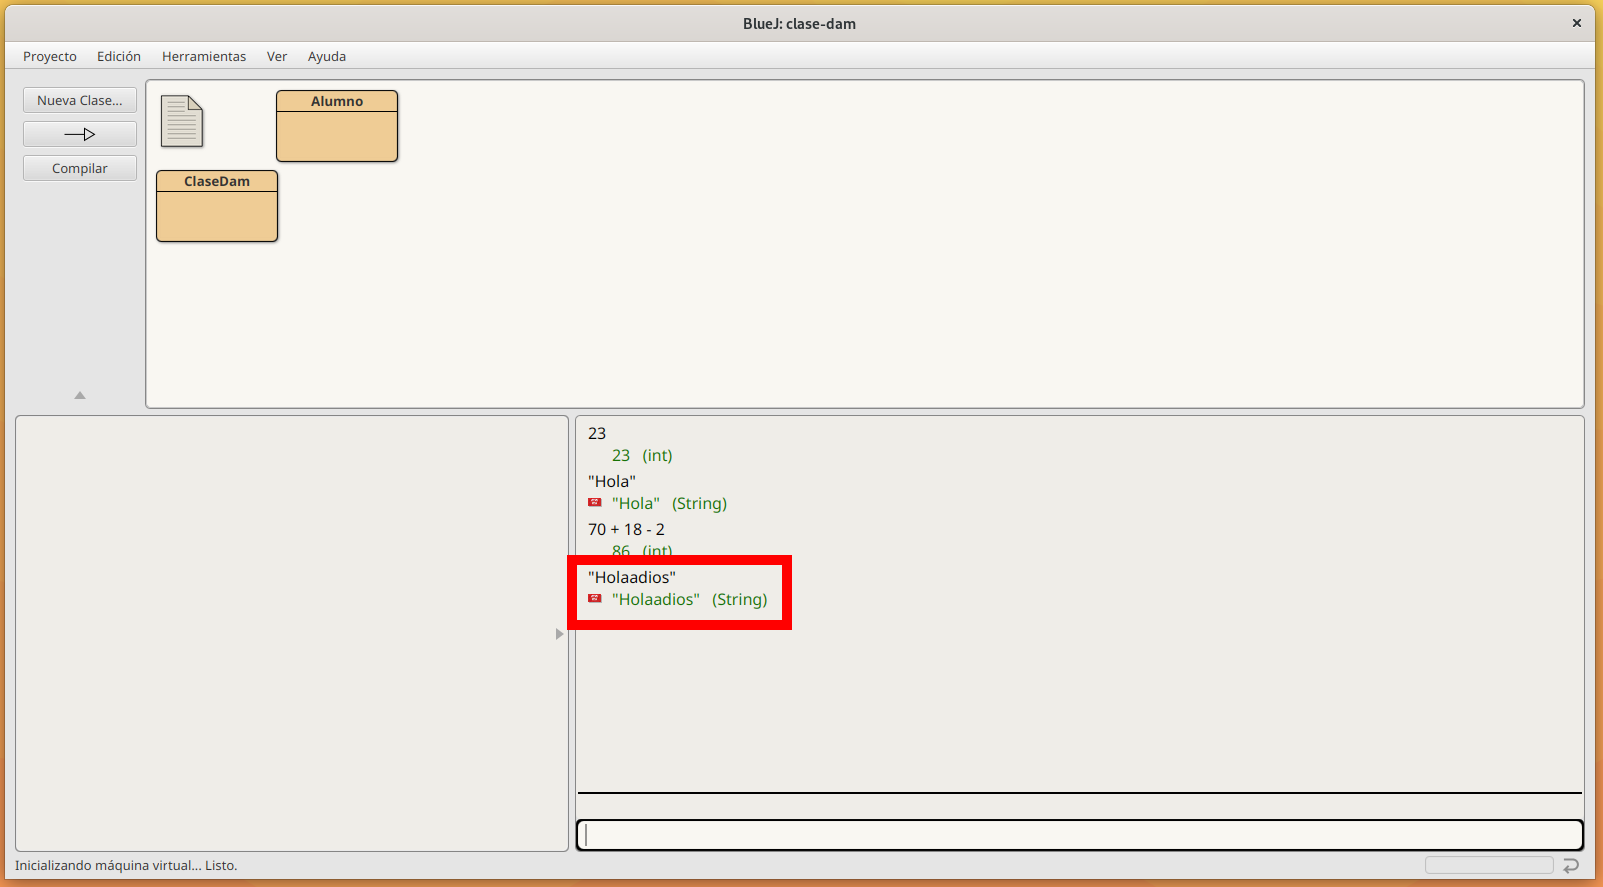 BlueJ: clase-dam
Proyecto Edición Herramientas Ver Ayuda
Nueva Clase...
Compilar
Alumno
ClaseDam
23
23 (int)
"Hola"
"Hola" (String)
70 + 18 - 2
86 (int)
"Holaadios"
"Holaadios" (String)
Inicializando máquina virtual... Listo.